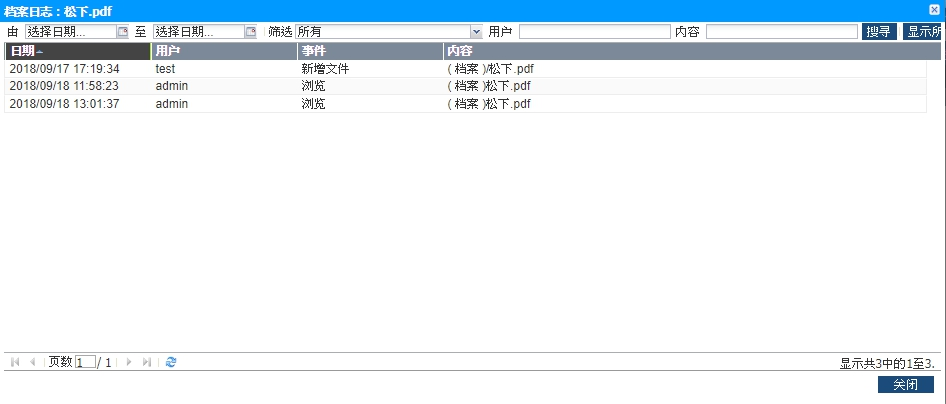 档案日志：松下.pdf
由 选择日期... 至 选择日期... 筛选 所有 用户 内容 搜寻 显示所
日期 用户 事件 内容
2018/09/17 17:19:34 test 新增文件 ( 档案 )/松下.pdf
2018/09/18 11:58:23 admin 浏览 ( 档案 )松下.pdf
2018/09/18 13:01:37 admin 浏览 ( 档案 )松下.pdf
页数 1 / 1 显示共3中的1至3.
关闭